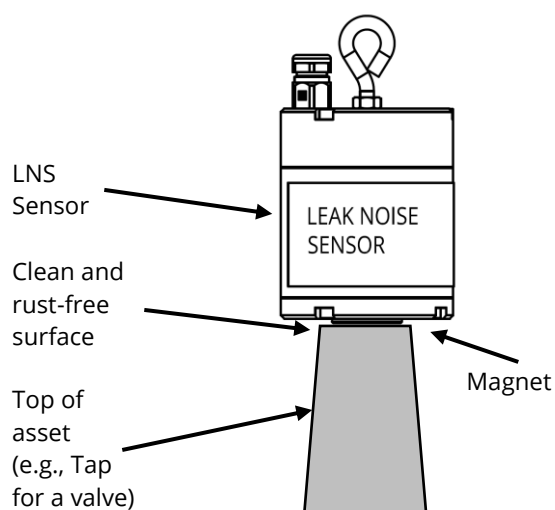 LNS
Sensor
LEAK NOISE
SENSOR
Clean and
rust-free
surface
Magnet
Top of
asset
(e.g., Tap
for a valve)